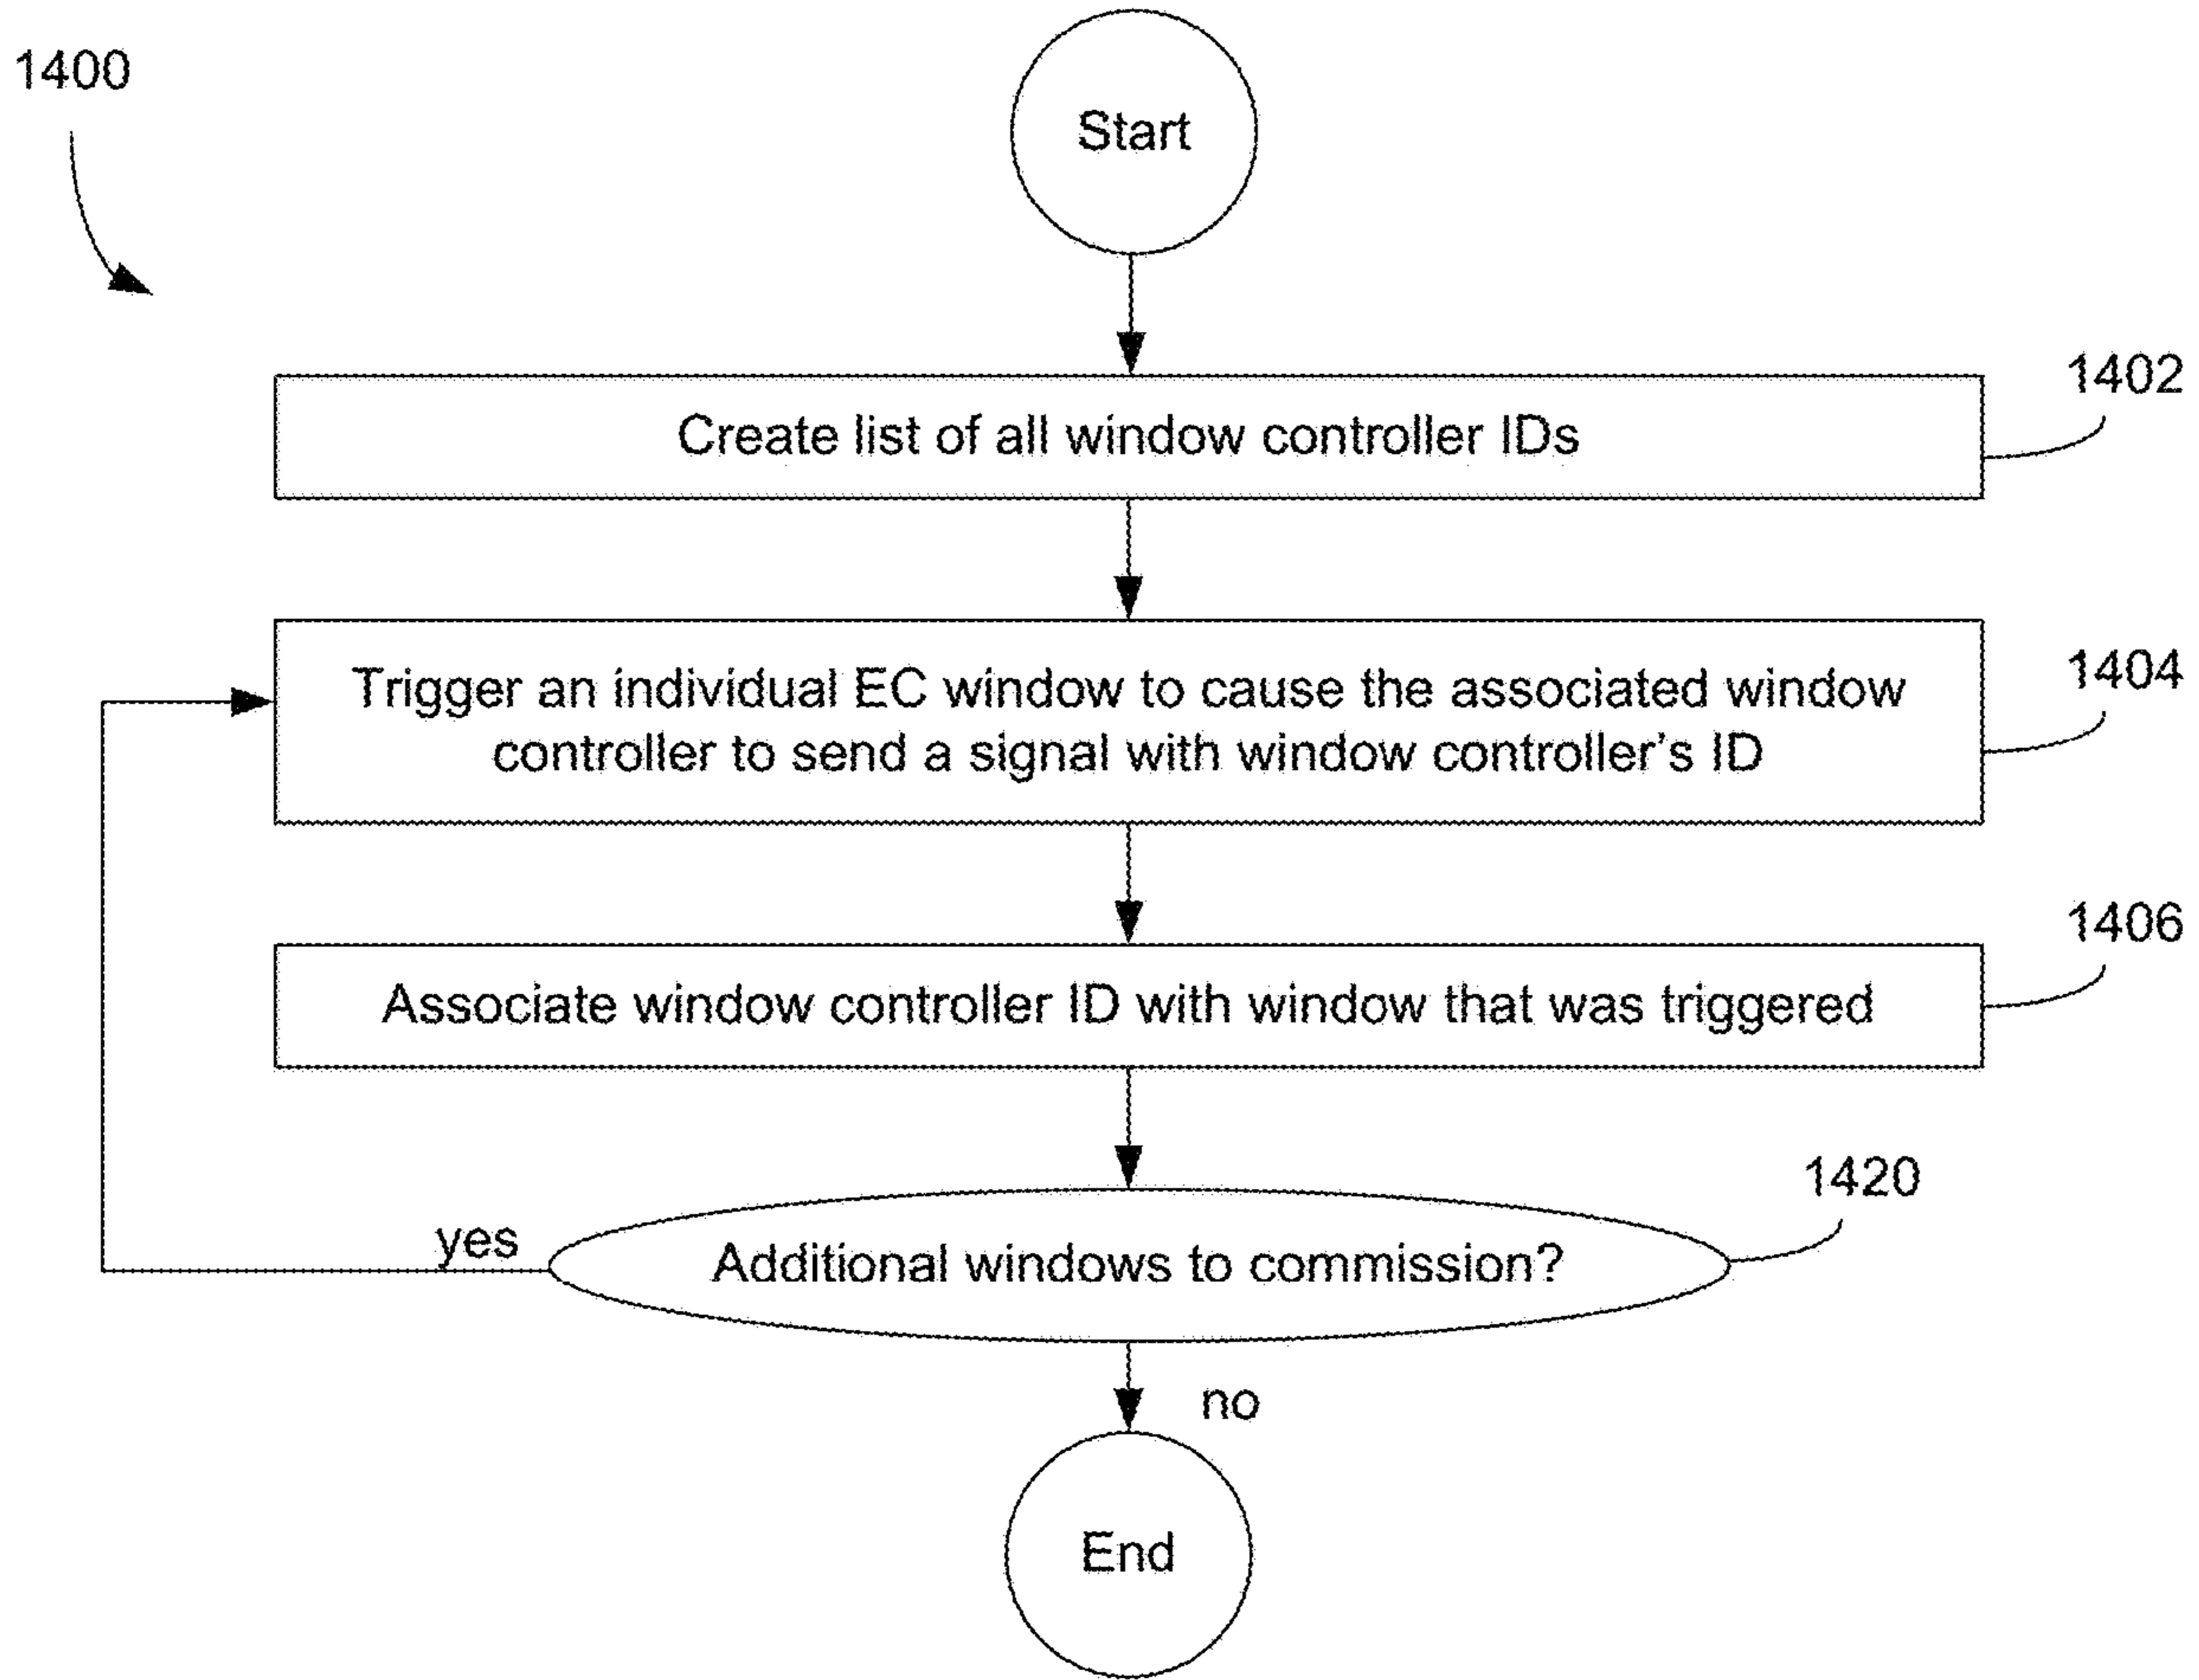 1400
Start
1402
Create list of all window controller IDs
1404
Trigger an individual EC window to cause the associated window
controller to send a signal with window controller's ID
1406
Associate window controller ID with window that was triggered
1420
yes
Additional windows to commission?
no
End